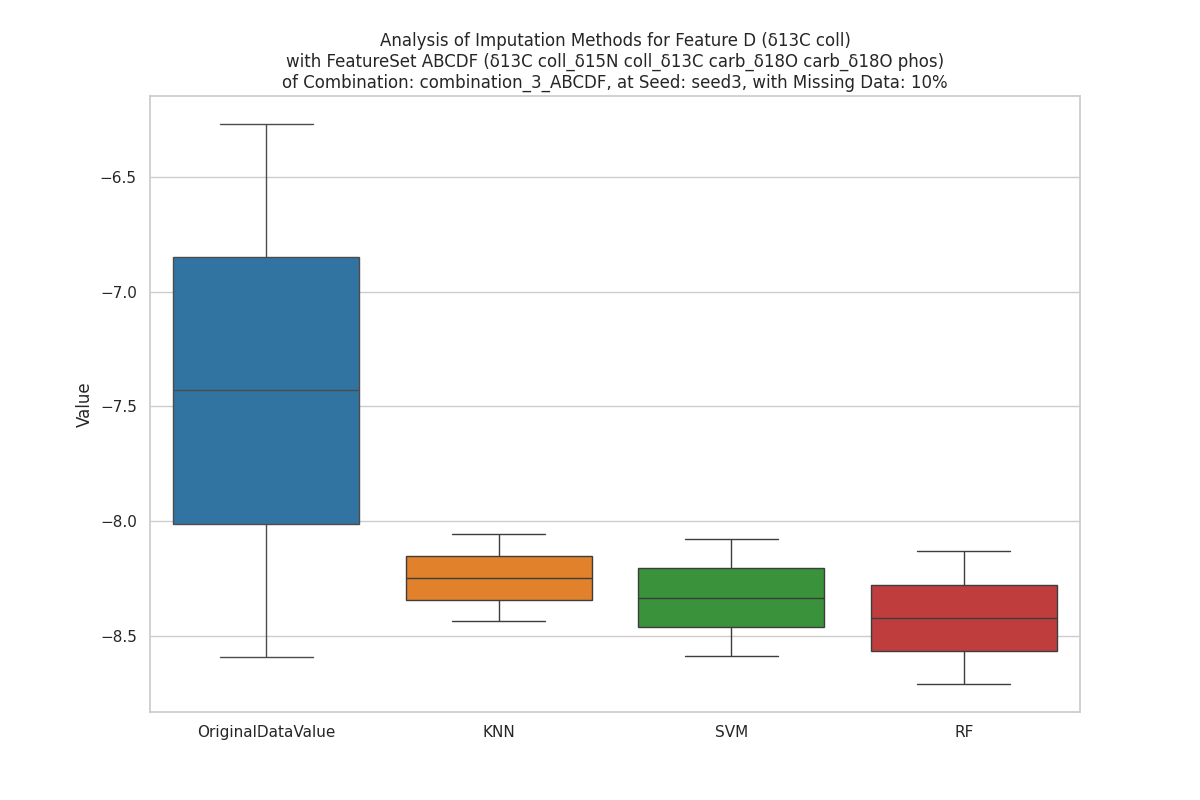 Analysis of Imputation Methods for Feature D (δ13C coll)
with FeatureSet ABCDF (δ13C coll_δ15N coll_δ13C carb_δ18O carb_δ18O phos)
of Combination: combination_3_ABCDF, at Seed: seed3, with Missing Data: 10%
Value
−6.5
−7.0
−7.5
−8.0
−8.5
OriginalDataValue KNN SVM RF